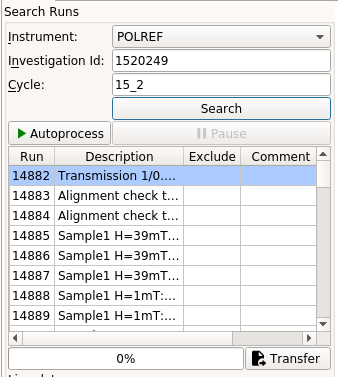 Search Runs
Instrument: POLREF
Investigation Id: 1520249
Cycle: 15_2
Search
Autoprocess Pause
Run Description Exclude Comment
14882 Transmission 1/0....
14883 Alignment check t...
14884 Alignment check t...
14885 Sample1 H=39mT...
14886 Sample1 H=39mT...
14887 Sample1 H=39mT...
14888 Sample1 H=1mT:...
14889 Sample1 H=1mT:...
0% Transfer